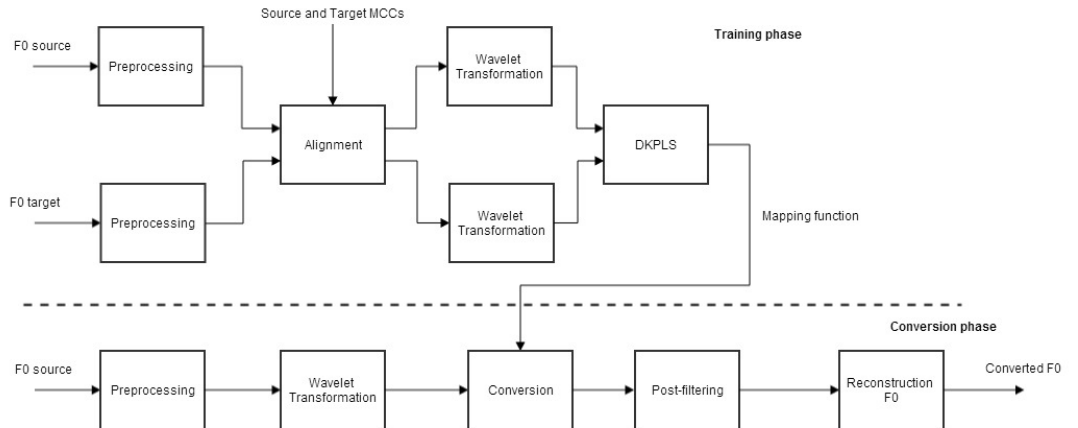 Source and Target MCCs
Training phase
F0 source
Preprocessing
Wavelet
Transformation
Alignment
DKPLS
F0 target
Preprocessing
Wavelet
Transformation
Mapping function
Conversion phase
F0 source
Preprocessing
Wavelet
Transformation
Conversion
Post-filtering
Reconstruction
F0
Converted F0